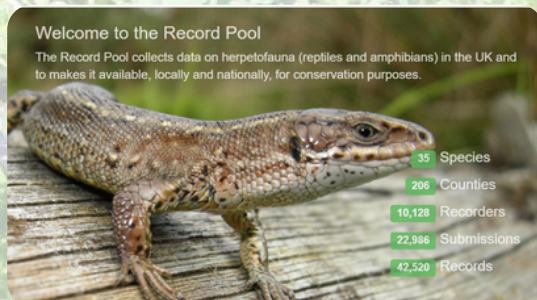 Welcome to the Record Pool
The Record Pool collects data on herpetofauna (reptiles and amphibians) in the UK and
to makes it available, locally and nationally, for conservation purposes.
35 Species
206 Counties
10,128 Recorders
22,986 Submissions
42,520 Records